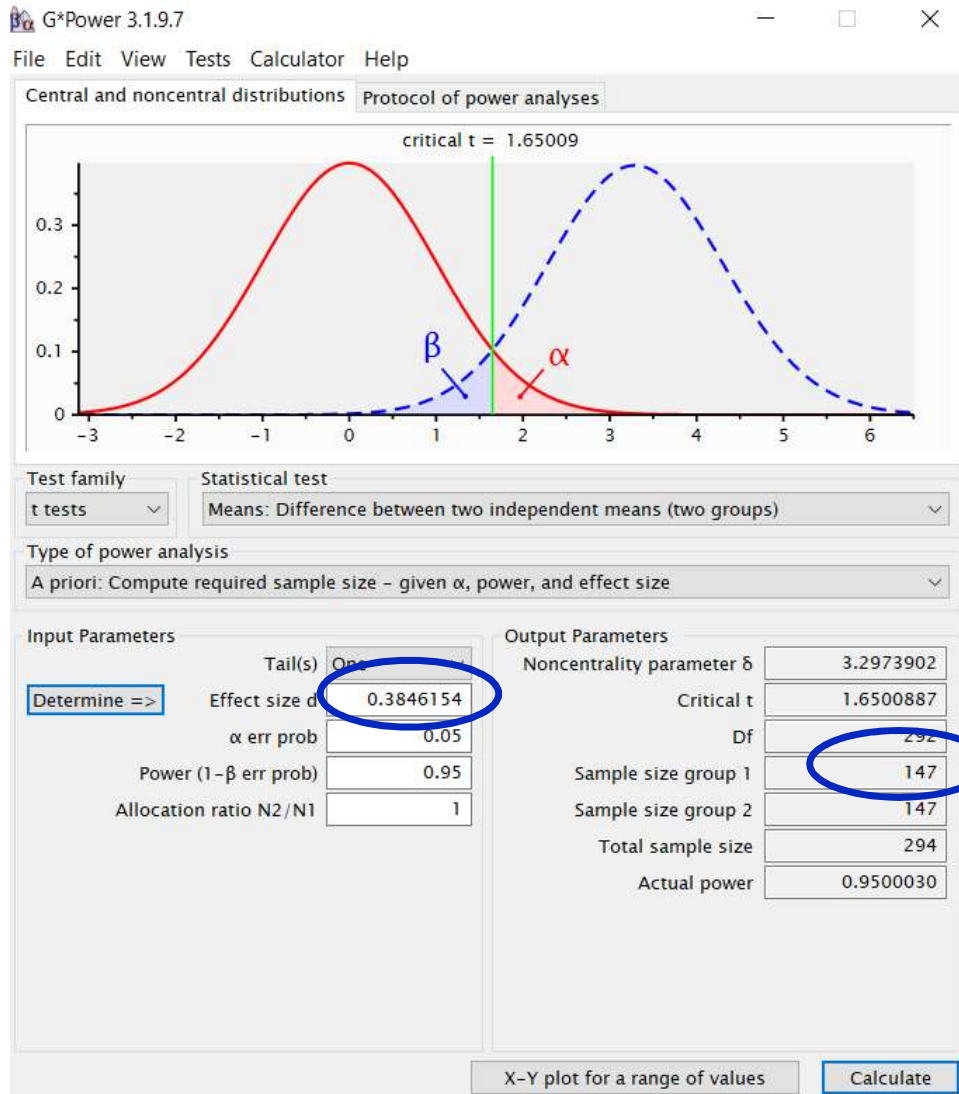 G*Power 3.1.9.7
File Edit View Tests Calculator Help
Central and noncentral distributions Protocol of power analyses
critical t = 1.65009
0.3
0.2
0.1
0
β
α
-3 -2 -1 0 1 2 3 4 5 6
Test family
Statistical test
t tests
Means: Difference between two independent means (two groups)
Type of power analysis
A priori: Compute required sample size – given α, power, and effect size
Input Parameters
Output Parameters
Tail(s) One
Noncentrality parameter δ 3.2973902
Determine => Effect size d 0.3846154
Critical t 1.6500887
α err prob 0.05
Df 292
Power (1-β err prob) 0.95
Sample size group 1 147
Allocation ratio N2/N1 1
Sample size group 2 147
Total sample size 294
Actual power 0.9500030
X-Y plot for a range of values
Calculate